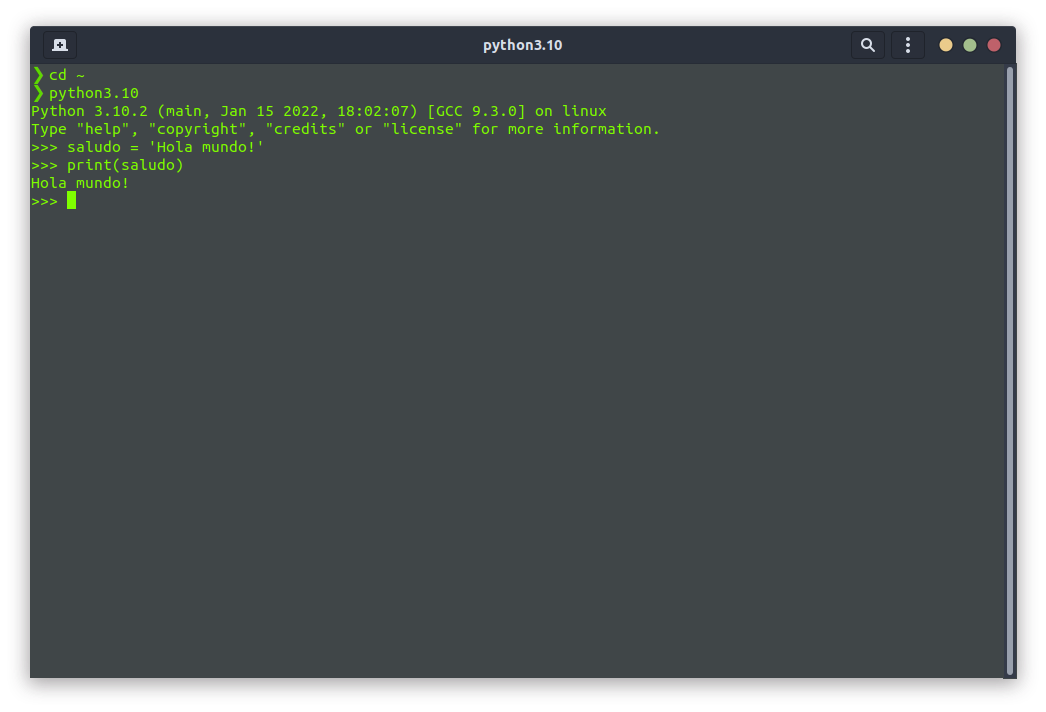 python3.10
❯ cd ~
❯ python3.10
Python 3.10.2 (main, Jan 15 2022, 18:02:07) [GCC 9.3.0] on linux
Type "help", "copyright", "credits" or "license" for more information.
>>> saludo = 'Hola mundo!'
>>> print(saludo)
Hola mundo!
>>>